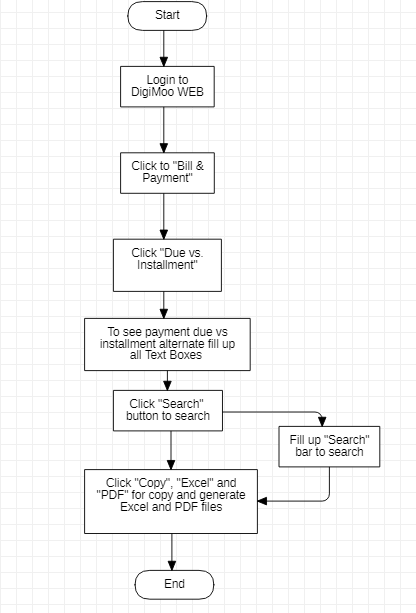 Start
Login to
DigiMoo WEB
Click to "Bill &
Payment"
Click "Due vs.
Installment"
To see payment due vs
installment alternate fill up
all Text Boxes
Click "Search"
button to search
Fill up "Search"
bar to search
Click "Copy", "Excel" and
"PDF" for copy and generate
Excel and PDF files
End